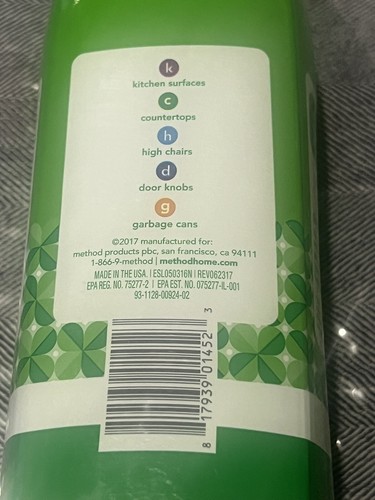 k
kitchen surfaces
c
countertops
h
high chairs
d
door knobs
g
garbage cans
©2017 manufactured for:
method products pbc, san francisco, ca 94111
1-866-9-method | methodhome.com
MADE IN THE USA. | ESL050316N | REV062317
EPA REG. NO. 75277-2 | EPA EST. NO. 075277-IL-001
93-1128-00924-02
8 17939 01452 3